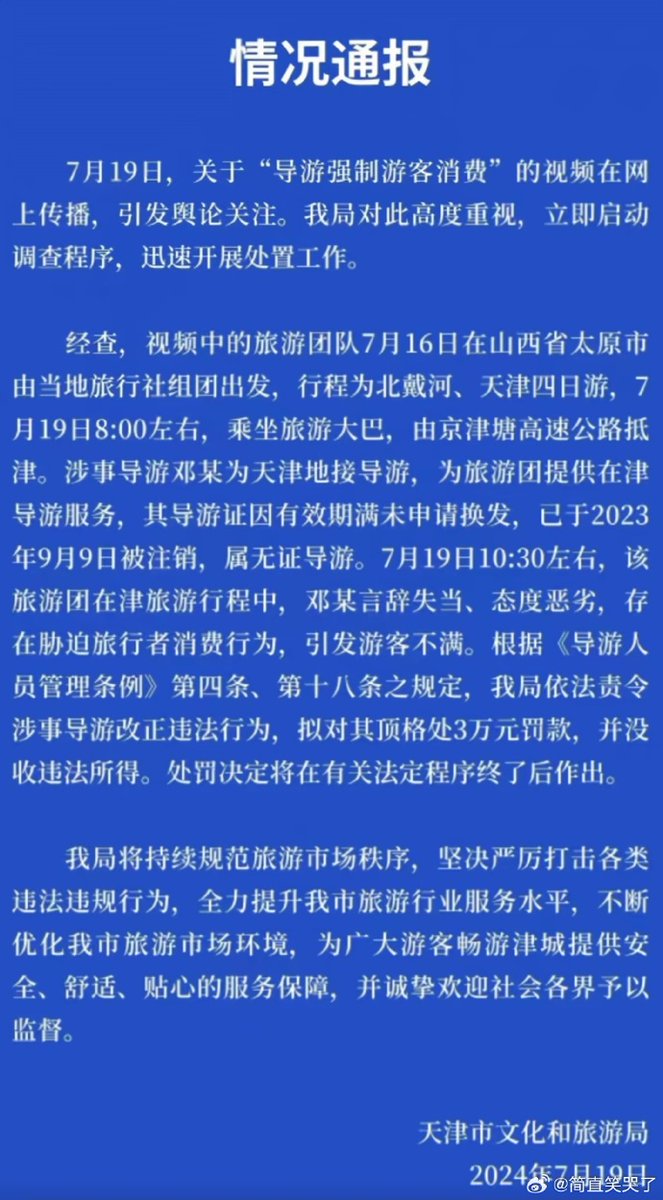 情况通报
7月19日，关于“导游强制游客消费”的视频在网
上传播，引发舆论关注。我局对此高度重视，立即启动
调查程序，迅速开展处置工作。
经查，视频中的旅游团队7月16日在山西省太原市
由当地旅行社组团出发，行程为北戴河、天津四日游，7
月19日8:00左右，乘坐旅游大巴，由京津塘高速公路抵
津。涉事导游邓某为天津地接导游，为旅游团提供在津
导游服务，其导游证因有效期满未申请换发，已于2023
年9月9日被注销，属无证导游。7月19日10:30左右，该
旅游团在津旅游行程中，邓某言辞失当、态度恶劣，存
在胁迫旅行者消费行为，引发游客不满。根据《导游人
员管理条例》第四条、第十八条之规定，我局依法责令
涉事导游改正违法行为，拟对其顶格处3万元罚款，并没
收违法所得。处罚决定将在有关法定程序终了后作出。
我局将持续规范旅游市场秩序，坚决严厉打击各类
违法违规行为，全力提升我市旅游行业服务水平，不断
优化我市旅游市场环境，为广大游客畅游津城提供安
全、舒适、贴心的服务保障，并诚挚欢迎社会各界予以
监督。
天津市文化和旅游局
2024年7月19日
@简直笑哭了